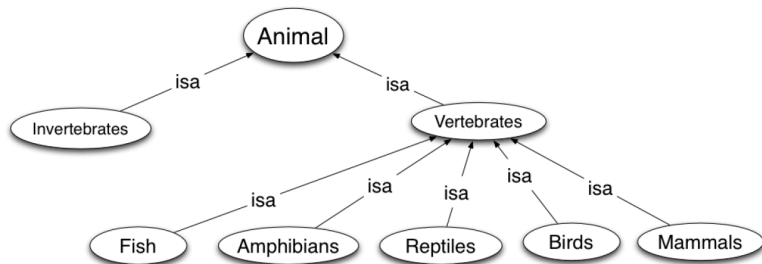 Animal
isa
isa
Invertebrates
Vertebrates
isa
isa
isa
isa
isa
Fish
Amphibians
Reptiles
Birds
Mammals